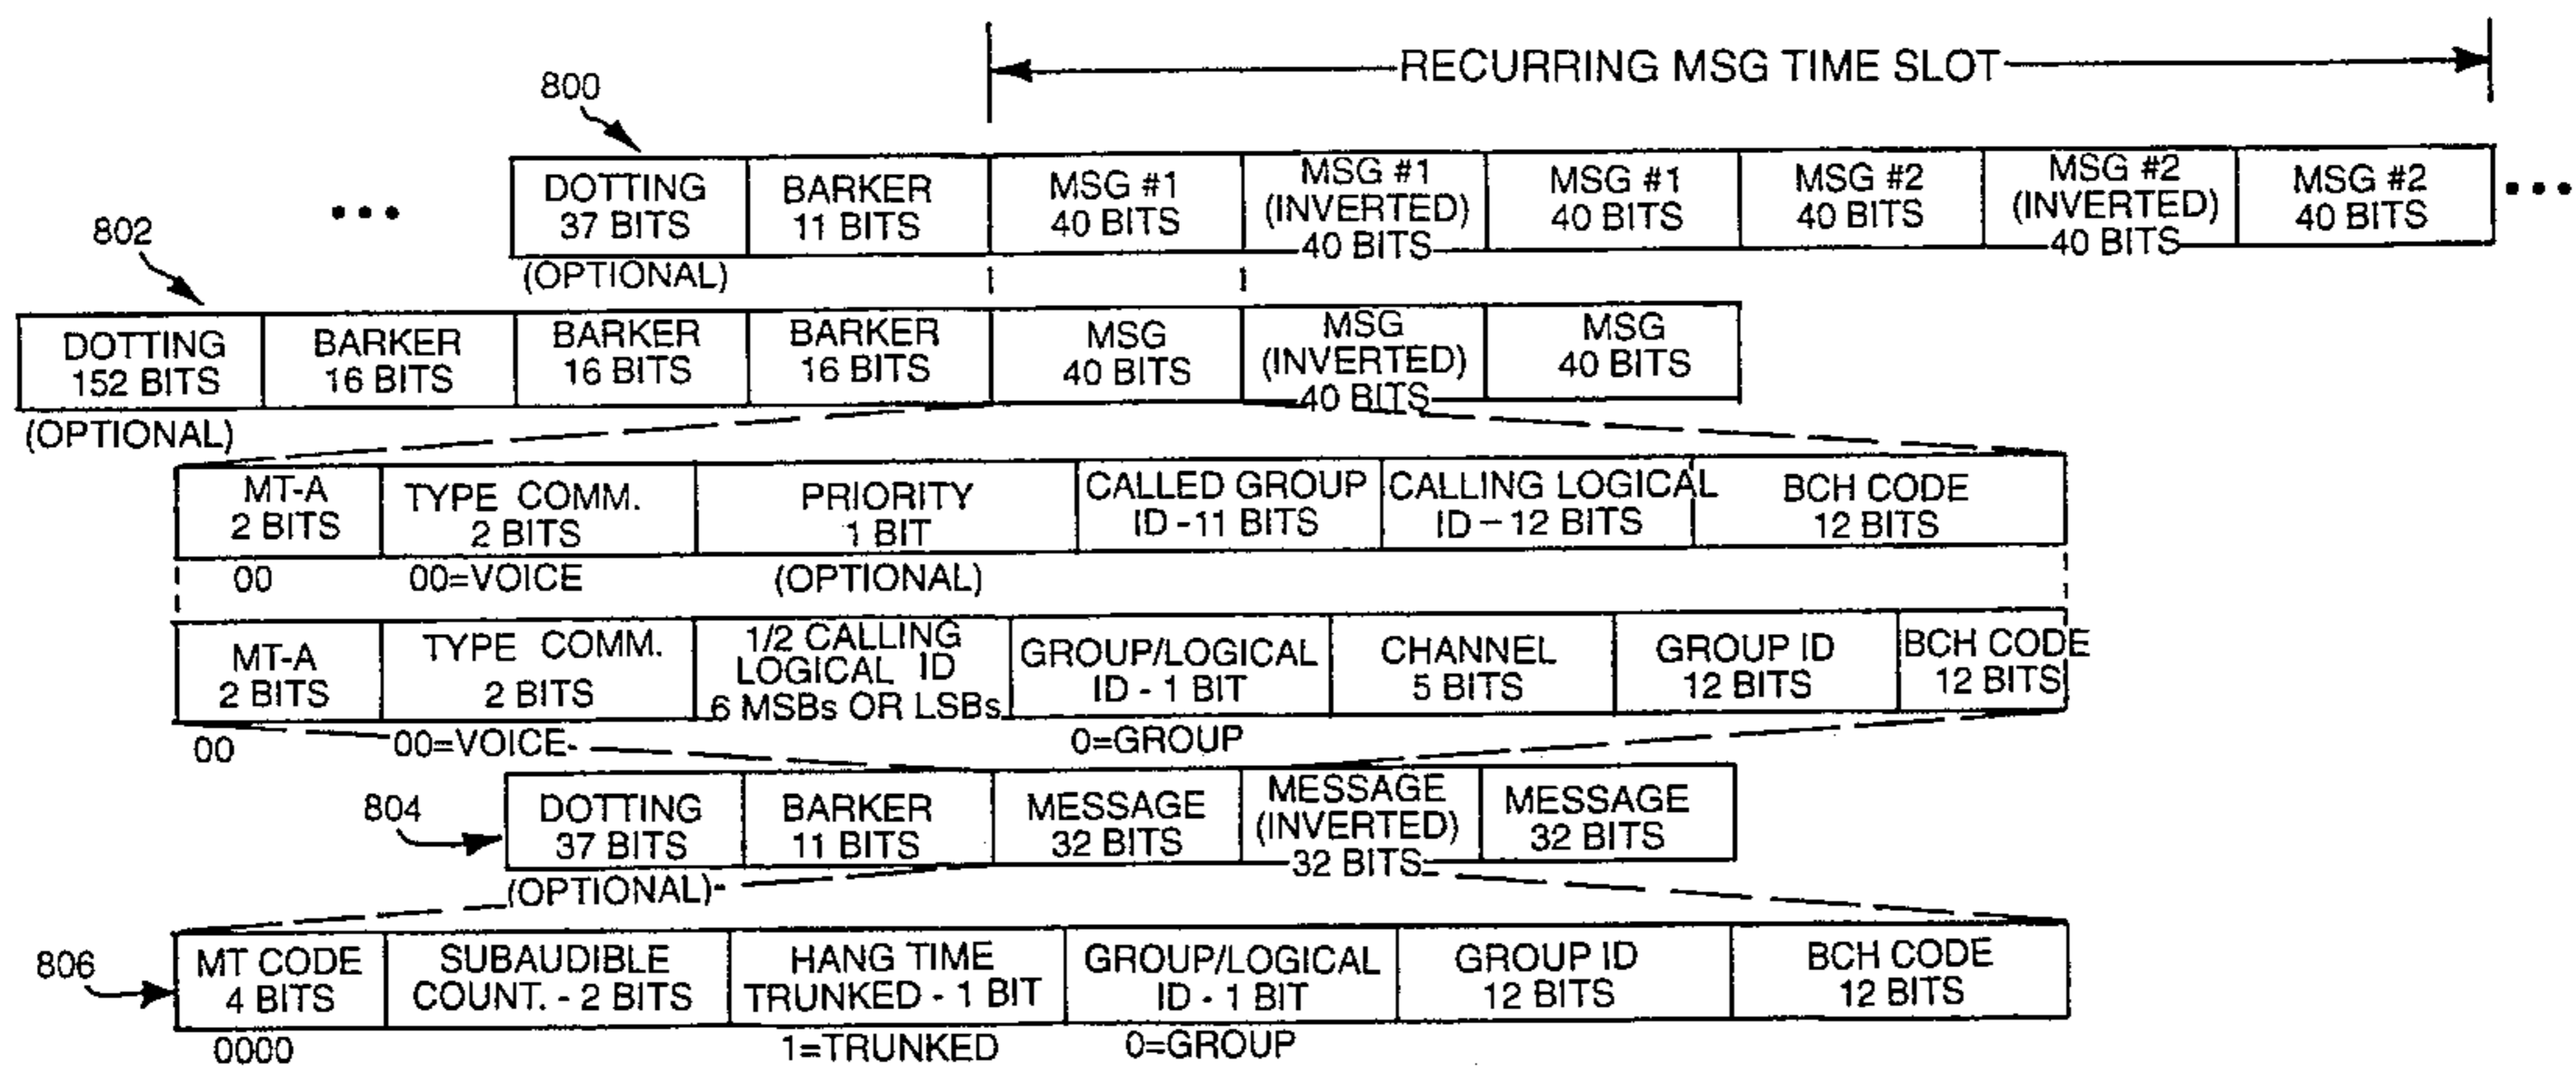 RECURRING MSG TIME SLOT
800
DOTTING
37 BITS
BARKER
11 BITS
MSG #1
40 BITS
MSG #1
(INVERTED)
40 BITS
MSG #1
40 BITS
MSG #2
40 BITS
MSG #2
(INVERTED)
40 BITS
MSG #2
40 BITS
(OPTIONAL)
802
DOTTING
152 BITS
BARKER
16 BITS
BARKER
16 BITS
BARKER
16 BITS
MSG
40 BITS
MSG
(INVERTED)
40 BITS
MSG
40 BITS
(OPTIONAL)
MT-A
2 BITS
TYPE COMM.
2 BITS
PRIORITY
1 BIT
CALLED GROUP
ID -11 BITS
CALLING LOGICAL
ID - 12 BITS
BCH CODE
12 BITS
00
00=VOICE
(OPTIONAL)
MT-A
2 BITS
TYPE COMM.
2 BITS
1/2 CALLING
LOGICAL ID
6 MSBs OR LSBs
GROUP/LOGICAL
ID - 1 BIT
CHANNEL
5 BITS
GROUP ID
12 BITS
BCH CODE
12 BITS
00
00=VOICE
0=GROUP
804
DOTTING
37 BITS
BARKER
11 BITS
MESSAGE
32 BITS
MESSAGE
(INVERTED)
32 BITS
MESSAGE
32 BITS
(OPTIONAL)
806
MT CODE
4 BITS
SUBAUDIBLE
COUNT. - 2 BITS
HANG TIME
TRUNKED - 1 BIT
GROUP/LOGICAL
ID - 1 BIT
GROUP ID
12 BITS
BCH CODE
12 BITS
0000
1=TRUNKED
0=GROUP